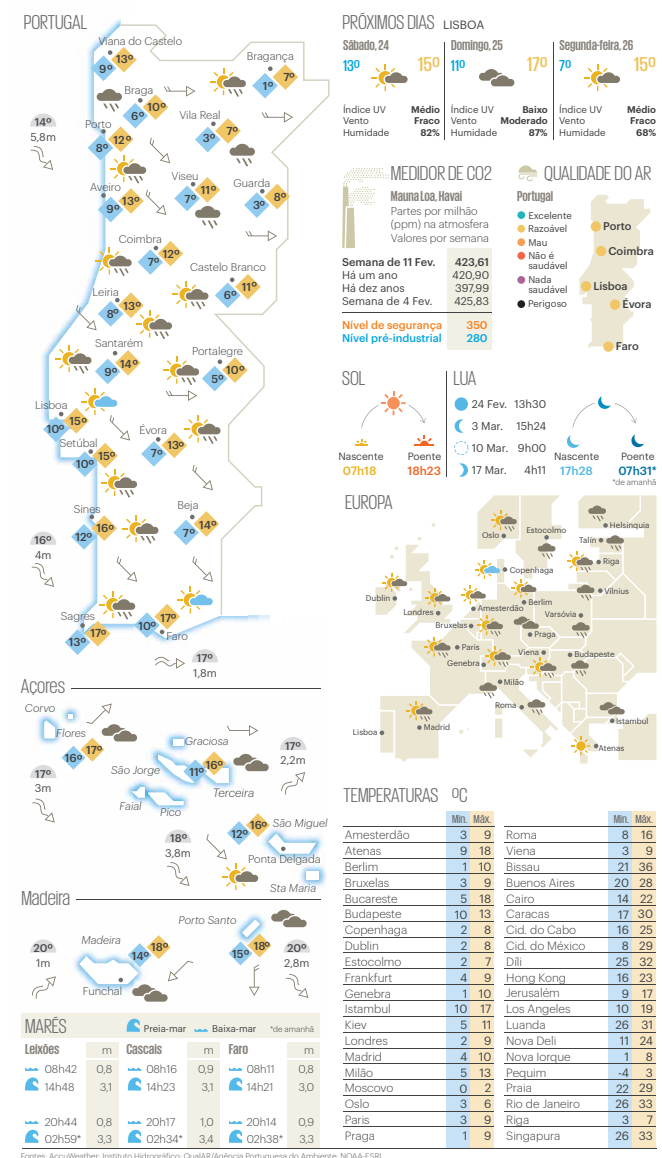 PORTUGAL
Viana do Castelo
9º 13º
Bragança
1º 7º
Braga
6º 10º
14º
5,8m
Porto
8º 12º
Vila Real
3º 7º
Aveiro
9º 13º
Viseu
7º 11º
Guarda
3º 8º
Coimbra
7º 12º
Castelo Branco
6º 11º
Leiria
8º 13º
Santarém
9º 14º
Portalegre
5º 10º
Lisboa
10º 15º
Setúbal
10º 15º
Évora
7º 13º
Sines
12º 16º
Beja
7º 14º
16º
4m
Sagres
13º 17º
10º 17º
Faro
17º
1,8m
Açores
Corvo
Flores
16º 17º
17º
3m
Graciosa
São Jorge
11º 16º
Terceira
Faial
Pico
17º
2,2m
18º
3,8m
12º 16º
São Miguel
Ponta Delgada
Sta Maria
Madeira
20º
1m
Madeira
14º 18º
Funchal
Porto Santo
15º 18º
20º
2,8m
MARÉS
Preia-mar Baixa-mar *de amanhã
Leixões m Cascais m Faro m
08h42 0,8 08h16 0,9 08h11 0,8
14h48 3,1 14h23 3,1 14h21 3,0
20h44 0,8 20h17 1,0 20h14 0,9
02h59* 3,3 02h34* 3,4 02h38* 3,3
Fontes: AccuWeather; Instituto Hidrográfico; QualAR/Agência Portuguesa do Ambiente; NOAA-ESRL
PRÓXIMOS DIAS LISBOA
Sábado, 24
13º 15º
Índice UV Médio
Vento Fraco
Humidade 82%
Domingo, 25
11º 17º
Índice UV Baixo
Vento Moderado
Humidade 87%
Segunda-feira, 26
7º 15º
Índice UV Médio
Vento Fraco
Humidade 68%
MEDIDOR DE CO2
Mauna Loa, Havai
Partes por milhão
(ppm) na atmosfera
Valores por semana
Semana de 11 Fev. 423,61
Há um ano 420,90
Há dez anos 397,99
Semana de 4 Fev. 425,83
Nível de segurança 350
Nível pré-industrial 280
QUALIDADE DO AR
Portugal
Excelente
Razoável
Mau
Não é
saudável
Nada
saudável
Perigoso
Porto
Coimbra
Lisboa
Évora
Faro
SOL
Nascente
07h18
Poente
18h23
LUA
24 Fev. 13h30
3 Mar. 15h24
10 Mar. 9h00
17 Mar. 4h11
Nascente
17h28
Poente
07h31*
*de amanhã
EUROPA
Oslo
Estocolmo
Helsinquia
Talin
Riga
Copenhaga
Vilnius
Dublin
Londres
Amesterdão
Berlim
Varsóvia
Bruxelas
Praga
Paris
Viena
Budapeste
Genebra
Milão
Roma
Istambul
Lisboa
Madrid
Atenas
TEMPERATURAS ºC
Min. Máx.
Amesterdão 3 9
Atenas 9 18
Berlim 1 10
Bruxelas 3 9
Bucareste 5 18
Budapeste 10 13
Copenhaga 2 8
Dublin 2 8
Estocolmo 2 7
Frankfurt 4 9
Genebra 1 10
Istambul 10 17
Kiev 5 11
Londres 2 9
Madrid 4 10
Milão 5 13
Moscovo 0 2
Oslo 3 6
Paris 3 9
Praga 1 9
Min. Máx.
Roma 8 16
Viena 3 9
Bissau 21 36
Buenos Aires 20 28
Cairo 14 22
Caracas 17 30
Cid. do Cabo 16 25
Cid. do México 8 29
Díli 25 32
Hong Kong 16 23
Jerusalém 9 17
Los Angeles 10 19
Luanda 26 31
Nova Deli 11 24
Nova Iorque 1 8
Pequim -4 3
Praia 22 29
Rio de Janeiro 26 33
Riga 3 7
Singapura 26 33